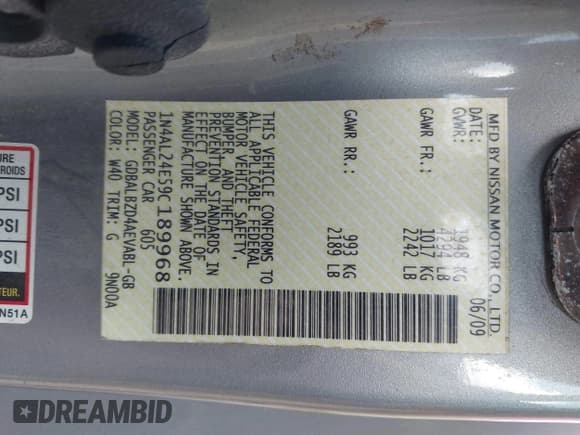 MFD BY NISSAN MOTOR CO., LTD.
DATE: 06/09
GVWR: 1948 KG
4294 LB
GAWR FR.: 1017 KG
2242 LB
GAWR RR.: 993 KG
2189 LB
THIS VEHICLE CONFORMS TO
ALL APPLICABLE FEDERAL
MOTOR VEHICLE SAFETY,
BUMPER, AND THEFT
PREVENTION STANDARDS IN
EFFECT ON THE DATE OF
MANUFACTURE SHOWN ABOVE.
1N4AL24E59C189968
PASSENGER CAR 605
MODEL: GDBALBZD4AEVABL-GB
COLOR: W40 TRIM: G 9N00A
PSI
PSI
PSI
N51A
DREAMBID